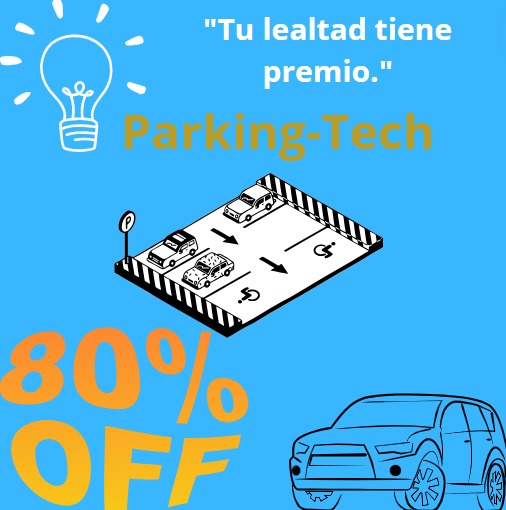 "Tu lealtad tiene
premio."
Parking-Tech
P
80%
OFF